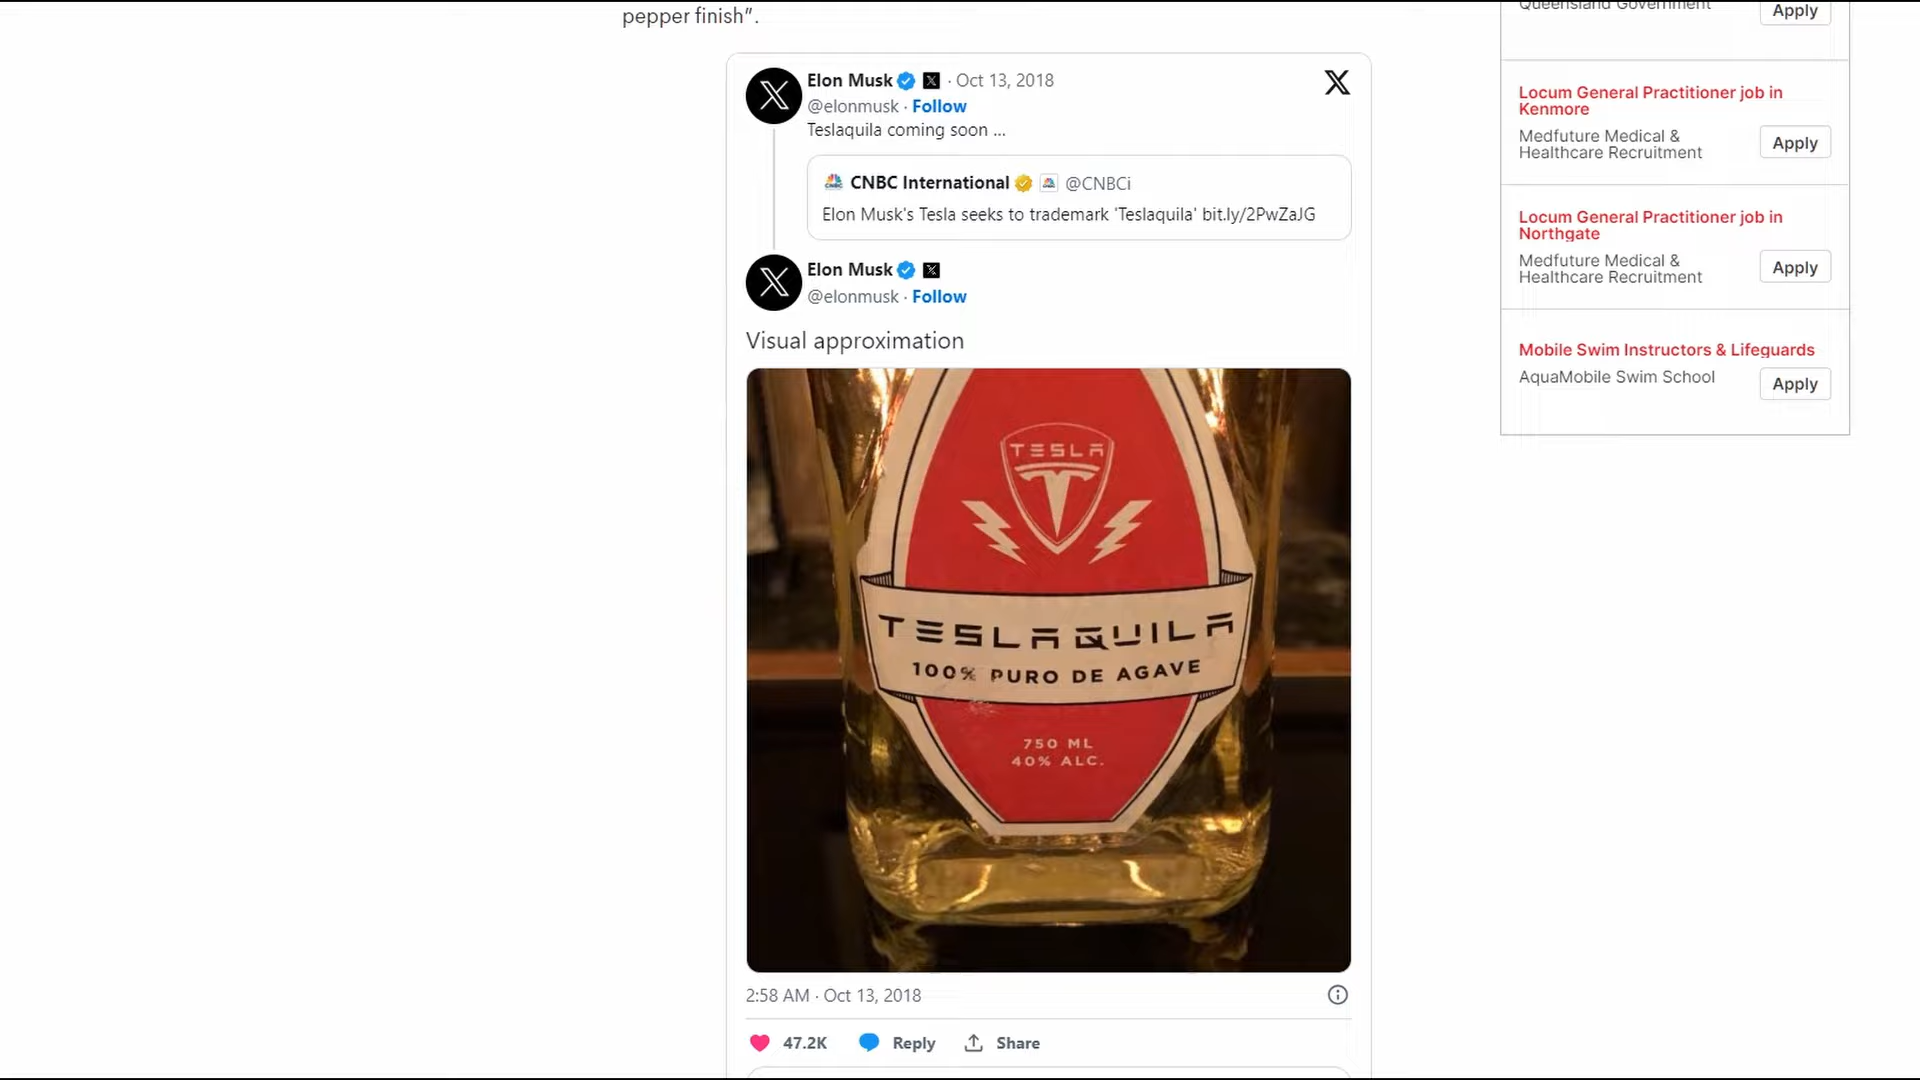 pepper finish”.
Elon Musk · Oct 13, 2018
@elonmusk · Follow
Teslaquila coming soon ...
CNBC International @CNBCi
Elon Musk's Tesla seeks to trademark 'Teslaquila' bit.ly/2PwZaJG
Elon Musk
@elonmusk · Follow
Visual approximation
TESLA
TESLAQUILA
100% PURO DE AGAVE
750 ML
40% ALC.
2:58 AM · Oct 13, 2018
47.2K Reply Share
Queensland Government
Apply
Locum General Practitioner job in
Kenmore
Medfuture Medical &
Healthcare Recruitment
Apply
Locum General Practitioner job in
Northgate
Medfuture Medical &
Healthcare Recruitment
Apply
Mobile Swim Instructors & Lifeguards
AquaMobile Swim School
Apply